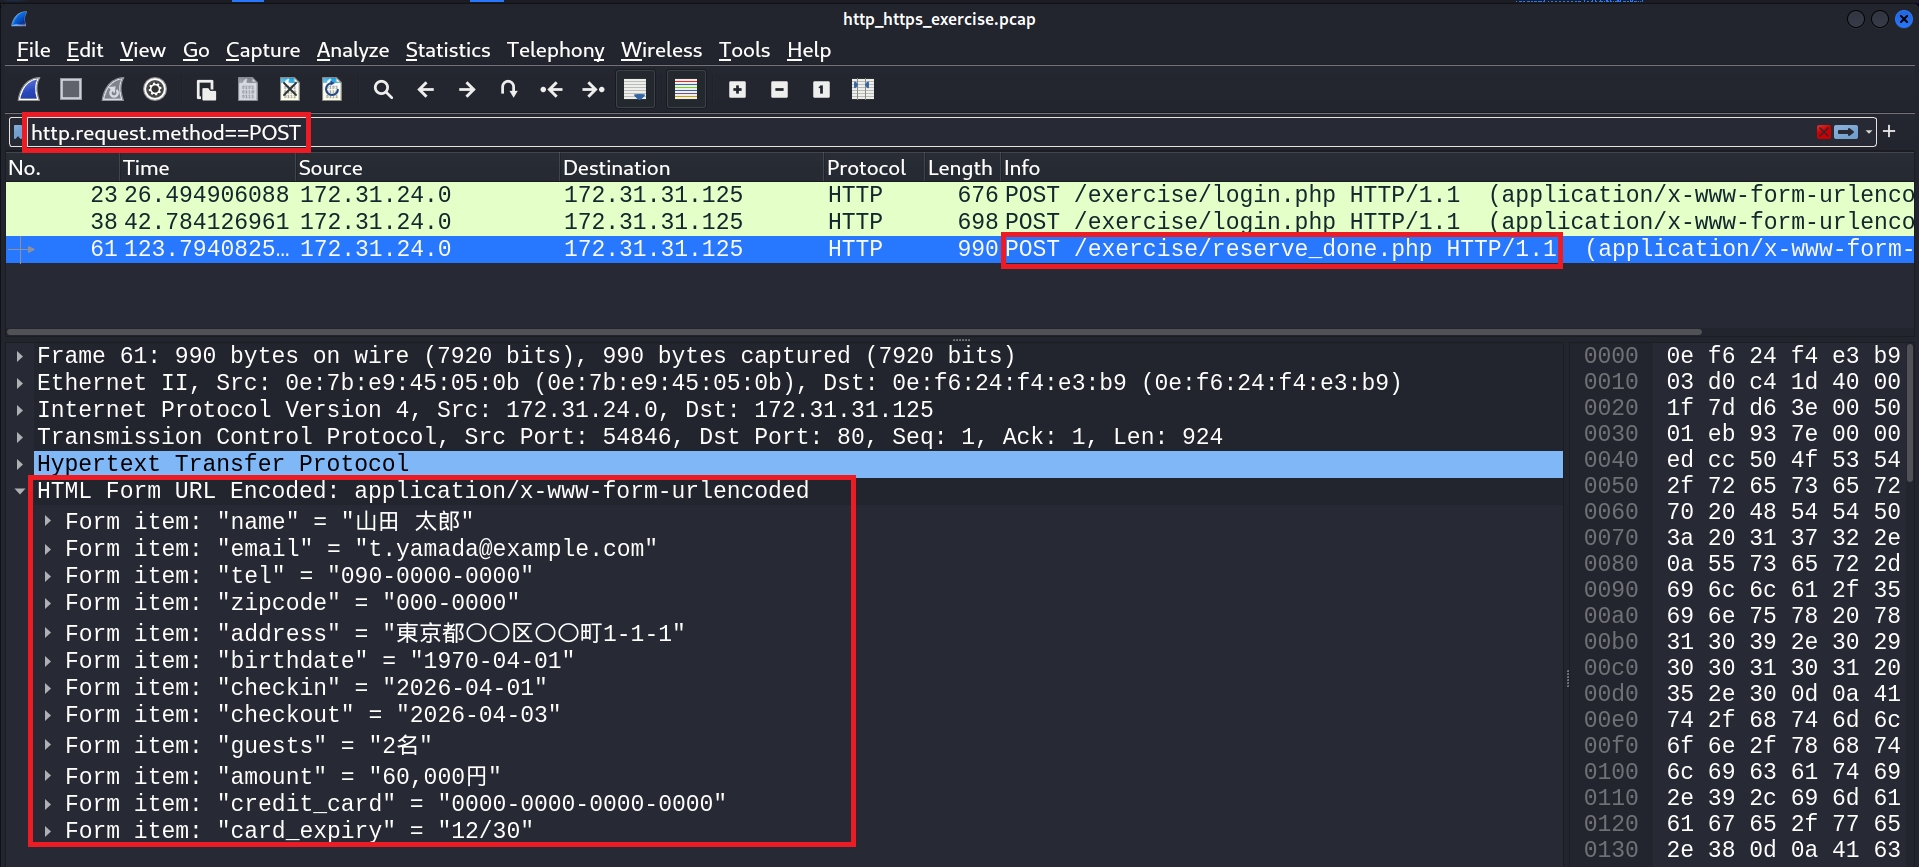 http_https_exercise.pcap
File Edit View Go Capture Analyze Statistics Telephony Wireless Tools Help
http.request.method==POST
No. Time Source Destination Protocol Length Info
23 26.494906088 172.31.24.0 172.31.31.125 HTTP 676 POST /exercise/login.php HTTP/1.1 (application/x-www-form-urlenco
38 42.784126961 172.31.24.0 172.31.31.125 HTTP 698 POST /exercise/login.php HTTP/1.1 (application/x-www-form-urlenco
61 123.7940825… 172.31.24.0 172.31.31.125 HTTP 990 POST /exercise/reserve_done.php HTTP/1.1 (application/x-www-form-
Frame 61: 990 bytes on wire (7920 bits), 990 bytes captured (7920 bits)
Ethernet II, Src: 0e:7b:e9:45:05:0b (0e:7b:e9:45:05:0b), Dst: 0e:f6:24:f4:e3:b9 (0e:f6:24:f4:e3:b9)
Internet Protocol Version 4, Src: 172.31.24.0, Dst: 172.31.31.125
Transmission Control Protocol, Src Port: 54846, Dst Port: 80, Seq: 1, Ack: 1, Len: 924
Hypertext Transfer Protocol
HTML Form URL Encoded: application/x-www-form-urlencoded
Form item: "name" = "山田 太郎"
Form item: "email" = "t.yamada@example.com"
Form item: "tel" = "090-0000-0000"
Form item: "zipcode" = "000-0000"
Form item: "address" = "東京都〇〇区〇〇町1-1-1"
Form item: "birthdate" = "1970-04-01"
Form item: "checkin" = "2026-04-01"
Form item: "checkout" = "2026-04-03"
Form item: "guests" = "2名"
Form item: "amount" = "60,000円"
Form item: "credit_card" = "0000-0000-0000-0000"
Form item: "card_expiry" = "12/30"
0000 0e f6 24 f4 e3 b9
0010 03 d0 c4 1d 40 00
0020 1f 7d d6 3e 00 50
0030 01 eb 93 7e 00 00
0040 ed cc 50 4f 53 54
0050 2f 72 65 73 65 72
0060 70 20 48 54 54 50
0070 3a 20 31 37 32 2e
0080 0a 55 73 65 72 2d
0090 69 6c 6c 61 2f 35
00a0 69 6e 75 78 20 78
00b0 31 30 39 2e 30 29
00c0 30 30 31 30 31 20
00d0 35 2e 30 0d 0a 41
00e0 74 2f 68 74 6d 6c
00f0 6f 6e 2f 78 68 74
0100 6c 69 63 61 74 69
0110 2e 39 2c 69 6d 61
0120 61 67 65 2f 77 65
0130 2e 38 0d 0a 41 63